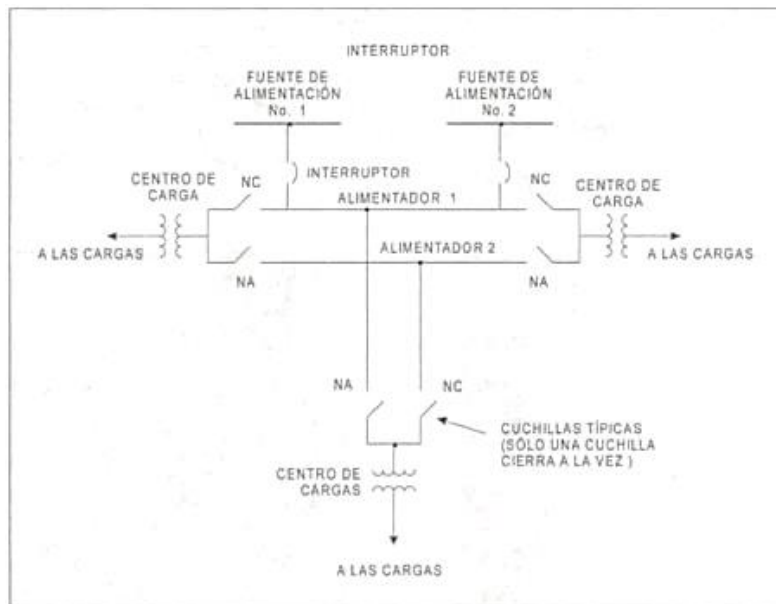 INTERRUPTOR
FUENTE DE
ALIMENTACIÓN
No. 1
FUENTE DE
ALIMENTACIÓN
No. 2
CENTRO DE
CARGA
NC
INTERRUPTOR
NC
CENTRO DE
CARGA
ALIMENTADOR 1
A LAS CARGAS
ALIMENTADOR 2
A LAS CARGAS
NA
NA
NA
NC
CUCHILLAS TÍPICAS
(SÓLO UNA CUCHILLA
CIERRA A LA VEZ )
CENTRO DE
CARGAS
A LAS CARGAS